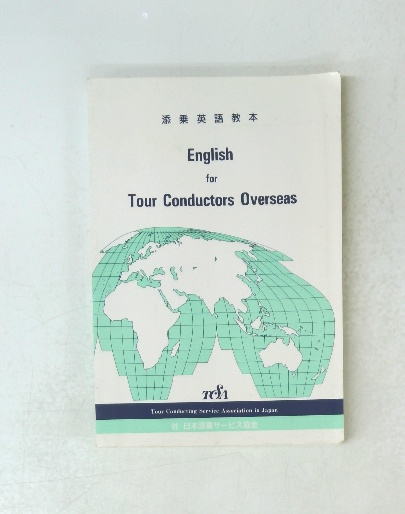 添乗英語教本
English
for
Tour Conductors Overseas
TCSA
Tour Conducting Service Association in Japan
社 日本添乗サービス協会